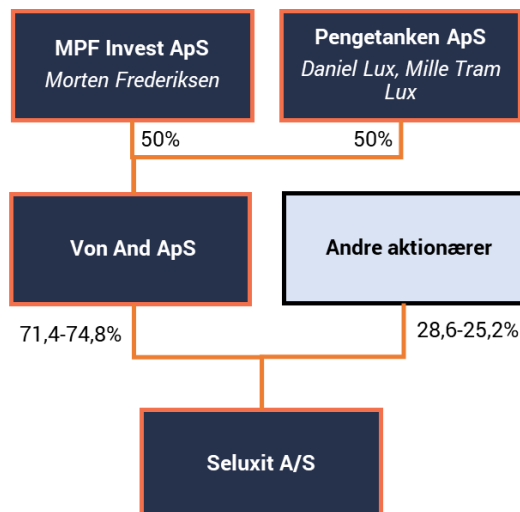 MPF Invest ApS
Morten Frederiksen
Pengetanken ApS
Daniel Lux, Mille Tram
Lux
50%
50%
Von And ApS
Andre aktionærer
71,4-74,8%
28,6-25,2%
Seluxit A/S